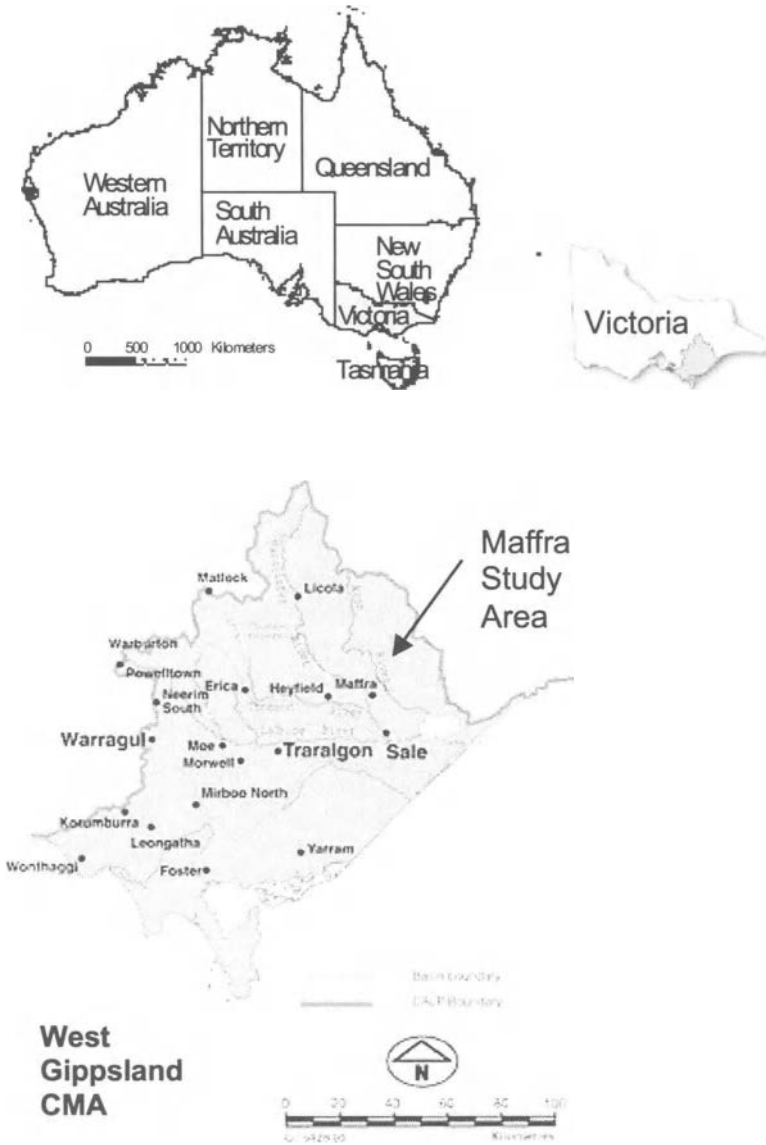 Northern
Territory
Western
Australia
Queensland
South
Australia
New
South
Wales
Victoria
Tasmania
0 500 1000 Kilometers
Victoria
Maffra
Study
Area
Matlock
Licola
Warburton
Powelltown
Erica
Heyfield
Maffra
Neerim
South
Warragul
Moe
Traralgon
Sale
Morwell
Mirboo North
Korumburra
Leongatha
Yarram
Wonthaggi
Foster
Basin boundary
CALP Boundary
West
Gippsland
CMA
N
0 20 40 60 80 100
Kilometres